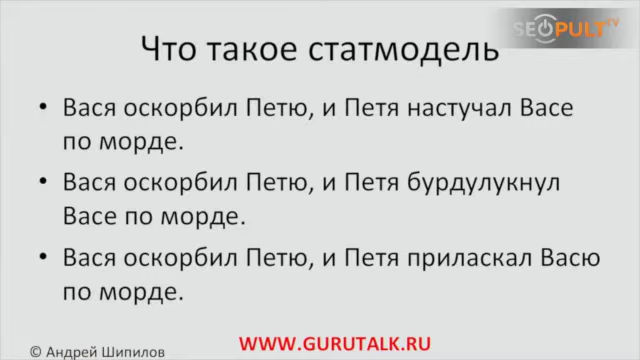 SEOPULT TV
Что такое статмодель
• Вася оскорбил Петю, и Петя настучал Васе
по морде.
• Вася оскорбил Петю, и Петя бурдулукнул
Васе по морде.
• Вася оскорбил Петю, и Петя приласкал Васю
по морде.
© Андрей Шипилов
WWW.GURUTALK.RU